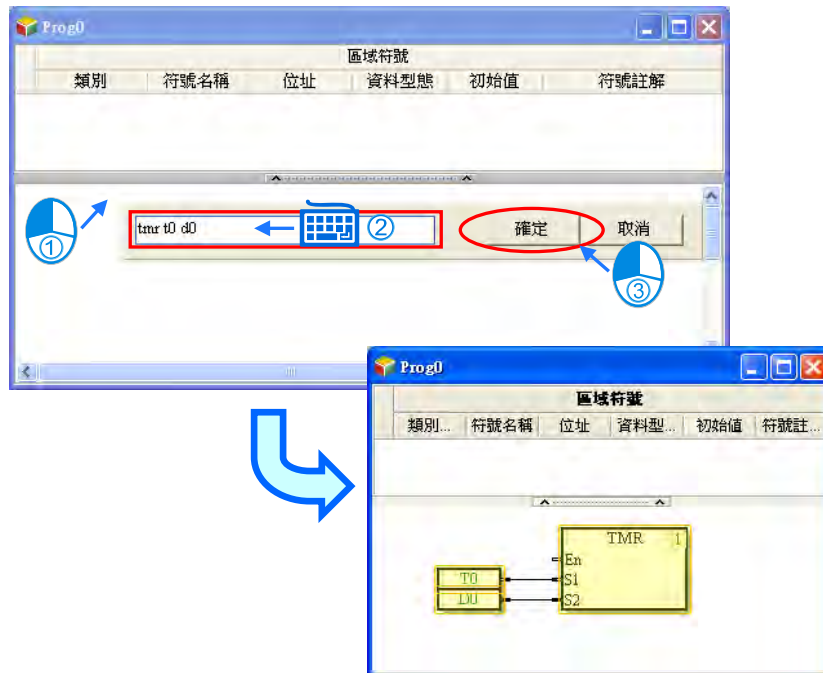 Prog0
區域符號
類別 符號名稱 位址 資料型態 初始值 符號註解
①
tmr t0 d0 ② 確定 取消
③
Prog0
區域符號
類別... 符號名稱 位址 資料型... 初始值 符號註...
TMR 1
En
T0 S1
D0 S2